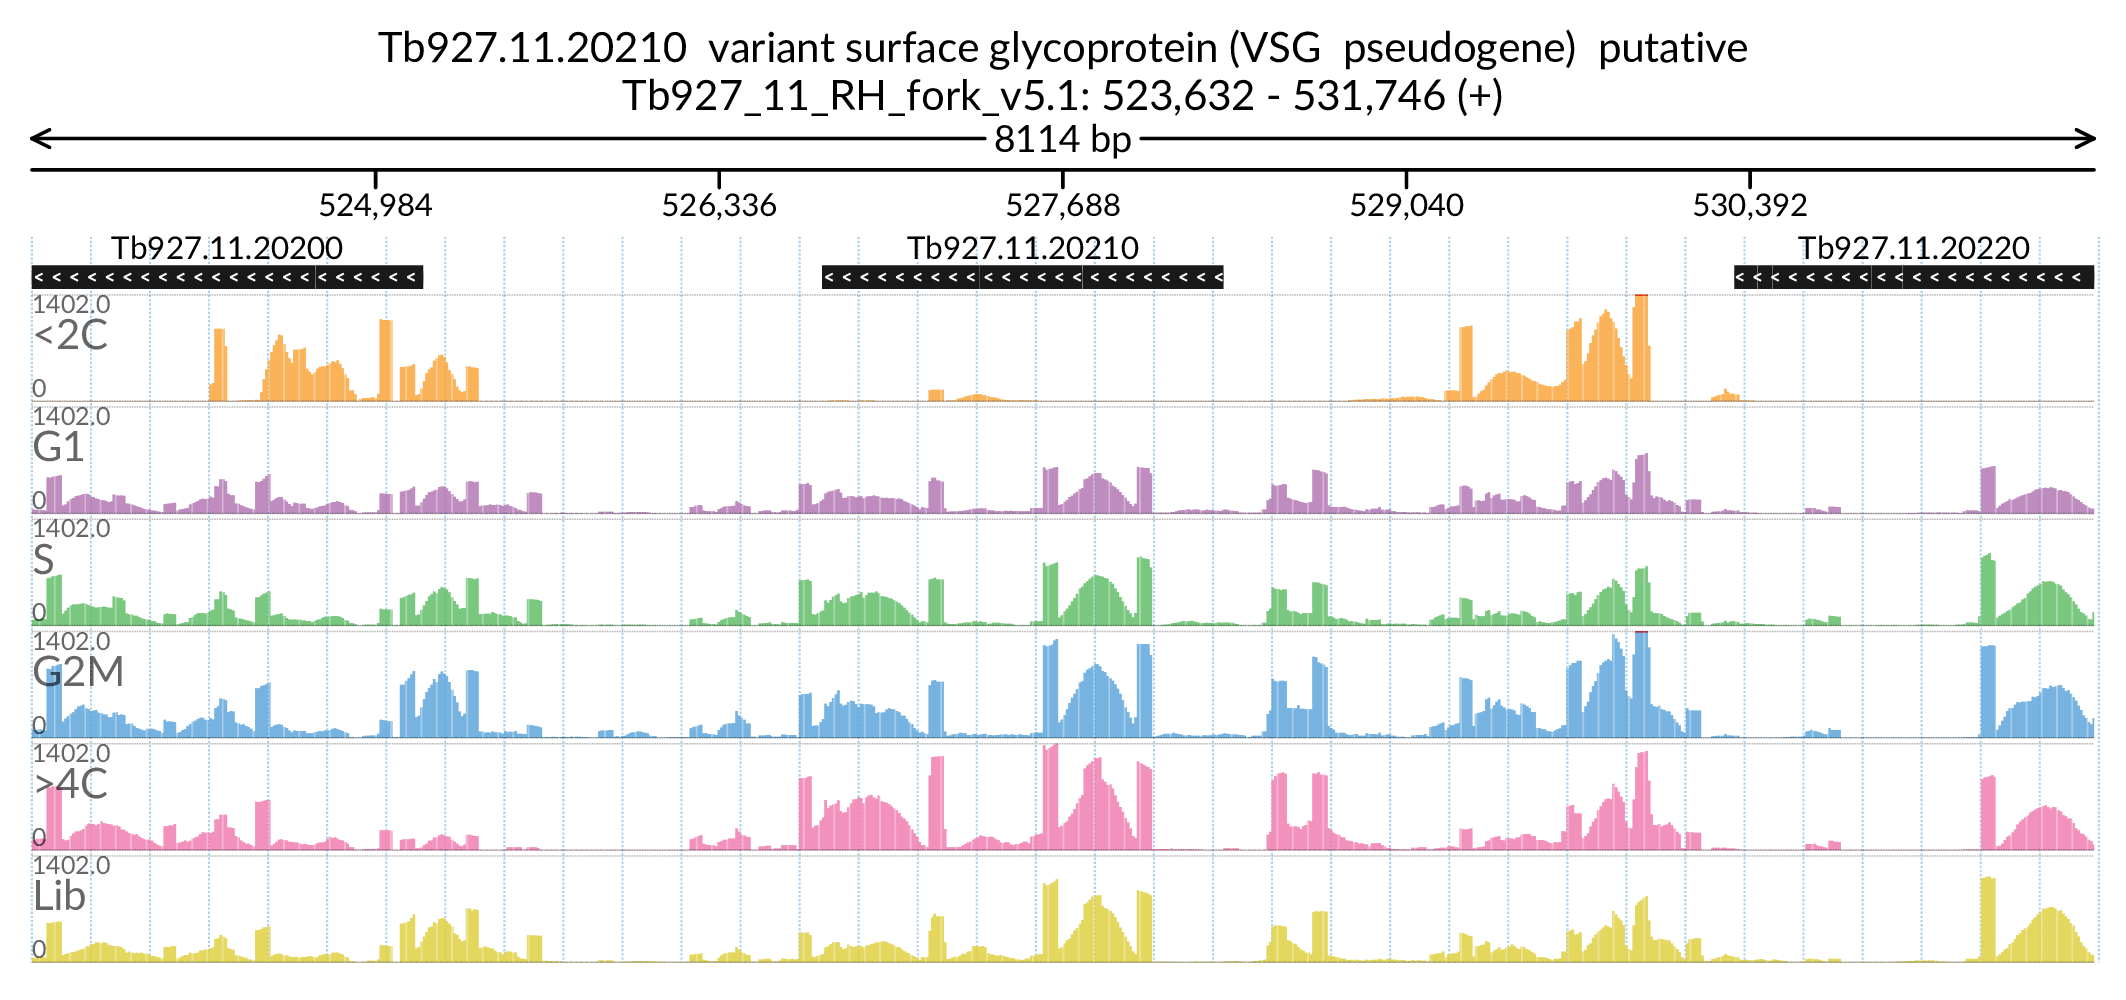 Tb927.11.20210 variant surface glycoprotein (VSG pseudogene) putative
Tb927_11_RH_fork_v5.1: 523,632 - 531,746 (+)
8114 bp
524,984 526,336 527,688 529,040 530,392
Tb927.11.20200 Tb927.11.20210 Tb927.11.20220
1402.0
<2C
0
1402.0
G1
0
1402.0
S
0
1402.0
G2M
0
1402.0
>4C
0
1402.0
Lib
0